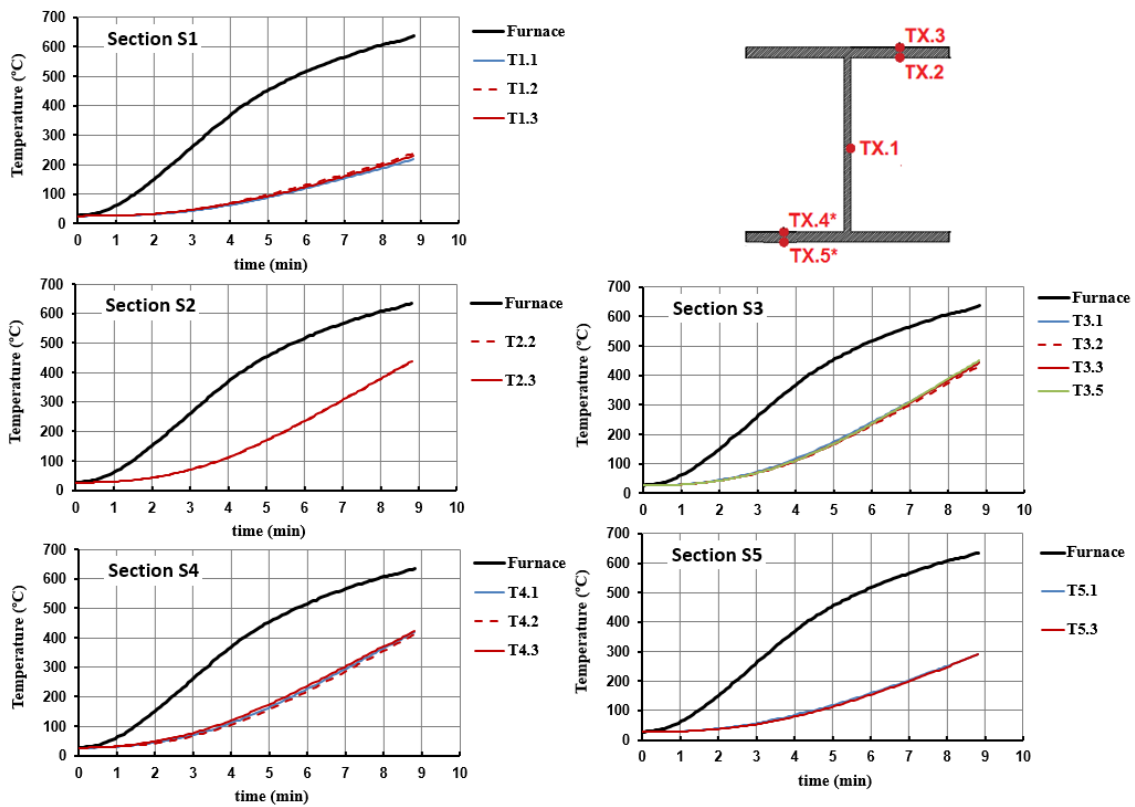 Section S1
Temperature (°C)
700
600
500
400
300
200
100
0
0 1 2 3 4 5 6 7 8 9 10
time (min)
Furnace
T1.1
T1.2
T1.3
TX.3
TX.2
TX.1
TX.4*
TX.5*
Section S2
Temperature (°C)
700
600
500
400
300
200
100
0
0 1 2 3 4 5 6 7 8 9 10
time (min)
Furnace
T2.2
T2.3
Section S3
Temperature (°C)
700
600
500
400
300
200
100
0
0 1 2 3 4 5 6 7 8 9 10
time (min)
Furnace
T3.1
T3.2
T3.3
T3.5
Section S4
Temperature (°C)
700
600
500
400
300
200
100
0
0 1 2 3 4 5 6 7 8 9 10
time (min)
Furnace
T4.1
T4.2
T4.3
Section S5
Temperature (°C)
700
600
500
400
300
200
100
0
0 1 2 3 4 5 6 7 8 9 10
time (min)
Furnace
T5.1
T5.3